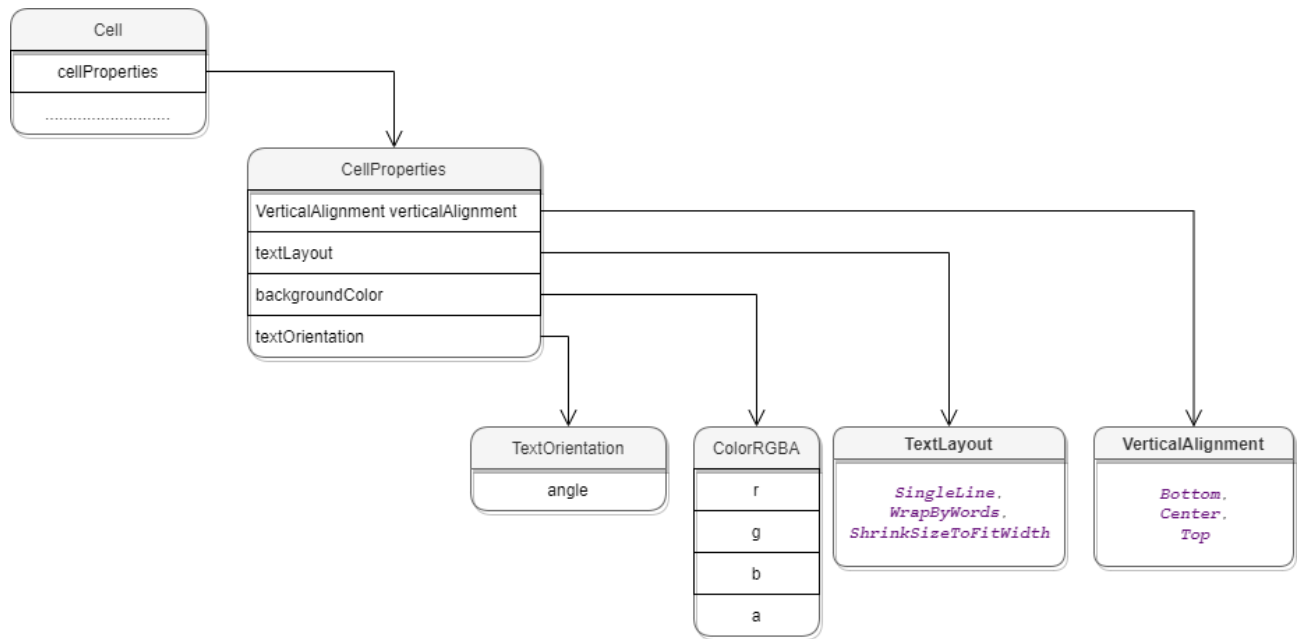 Cell
cellProperties
............................
CellProperties
VerticalAlignment verticalAlignment
textLayout
backgroundColor
textOrientation
TextOrientation
angle
ColorRGBA
r
g
b
a
TextLayout
SingleLine,
WrapByWords,
ShrinkSizeToFitWidth
VerticalAlignment
Bottom,
Center,
Top